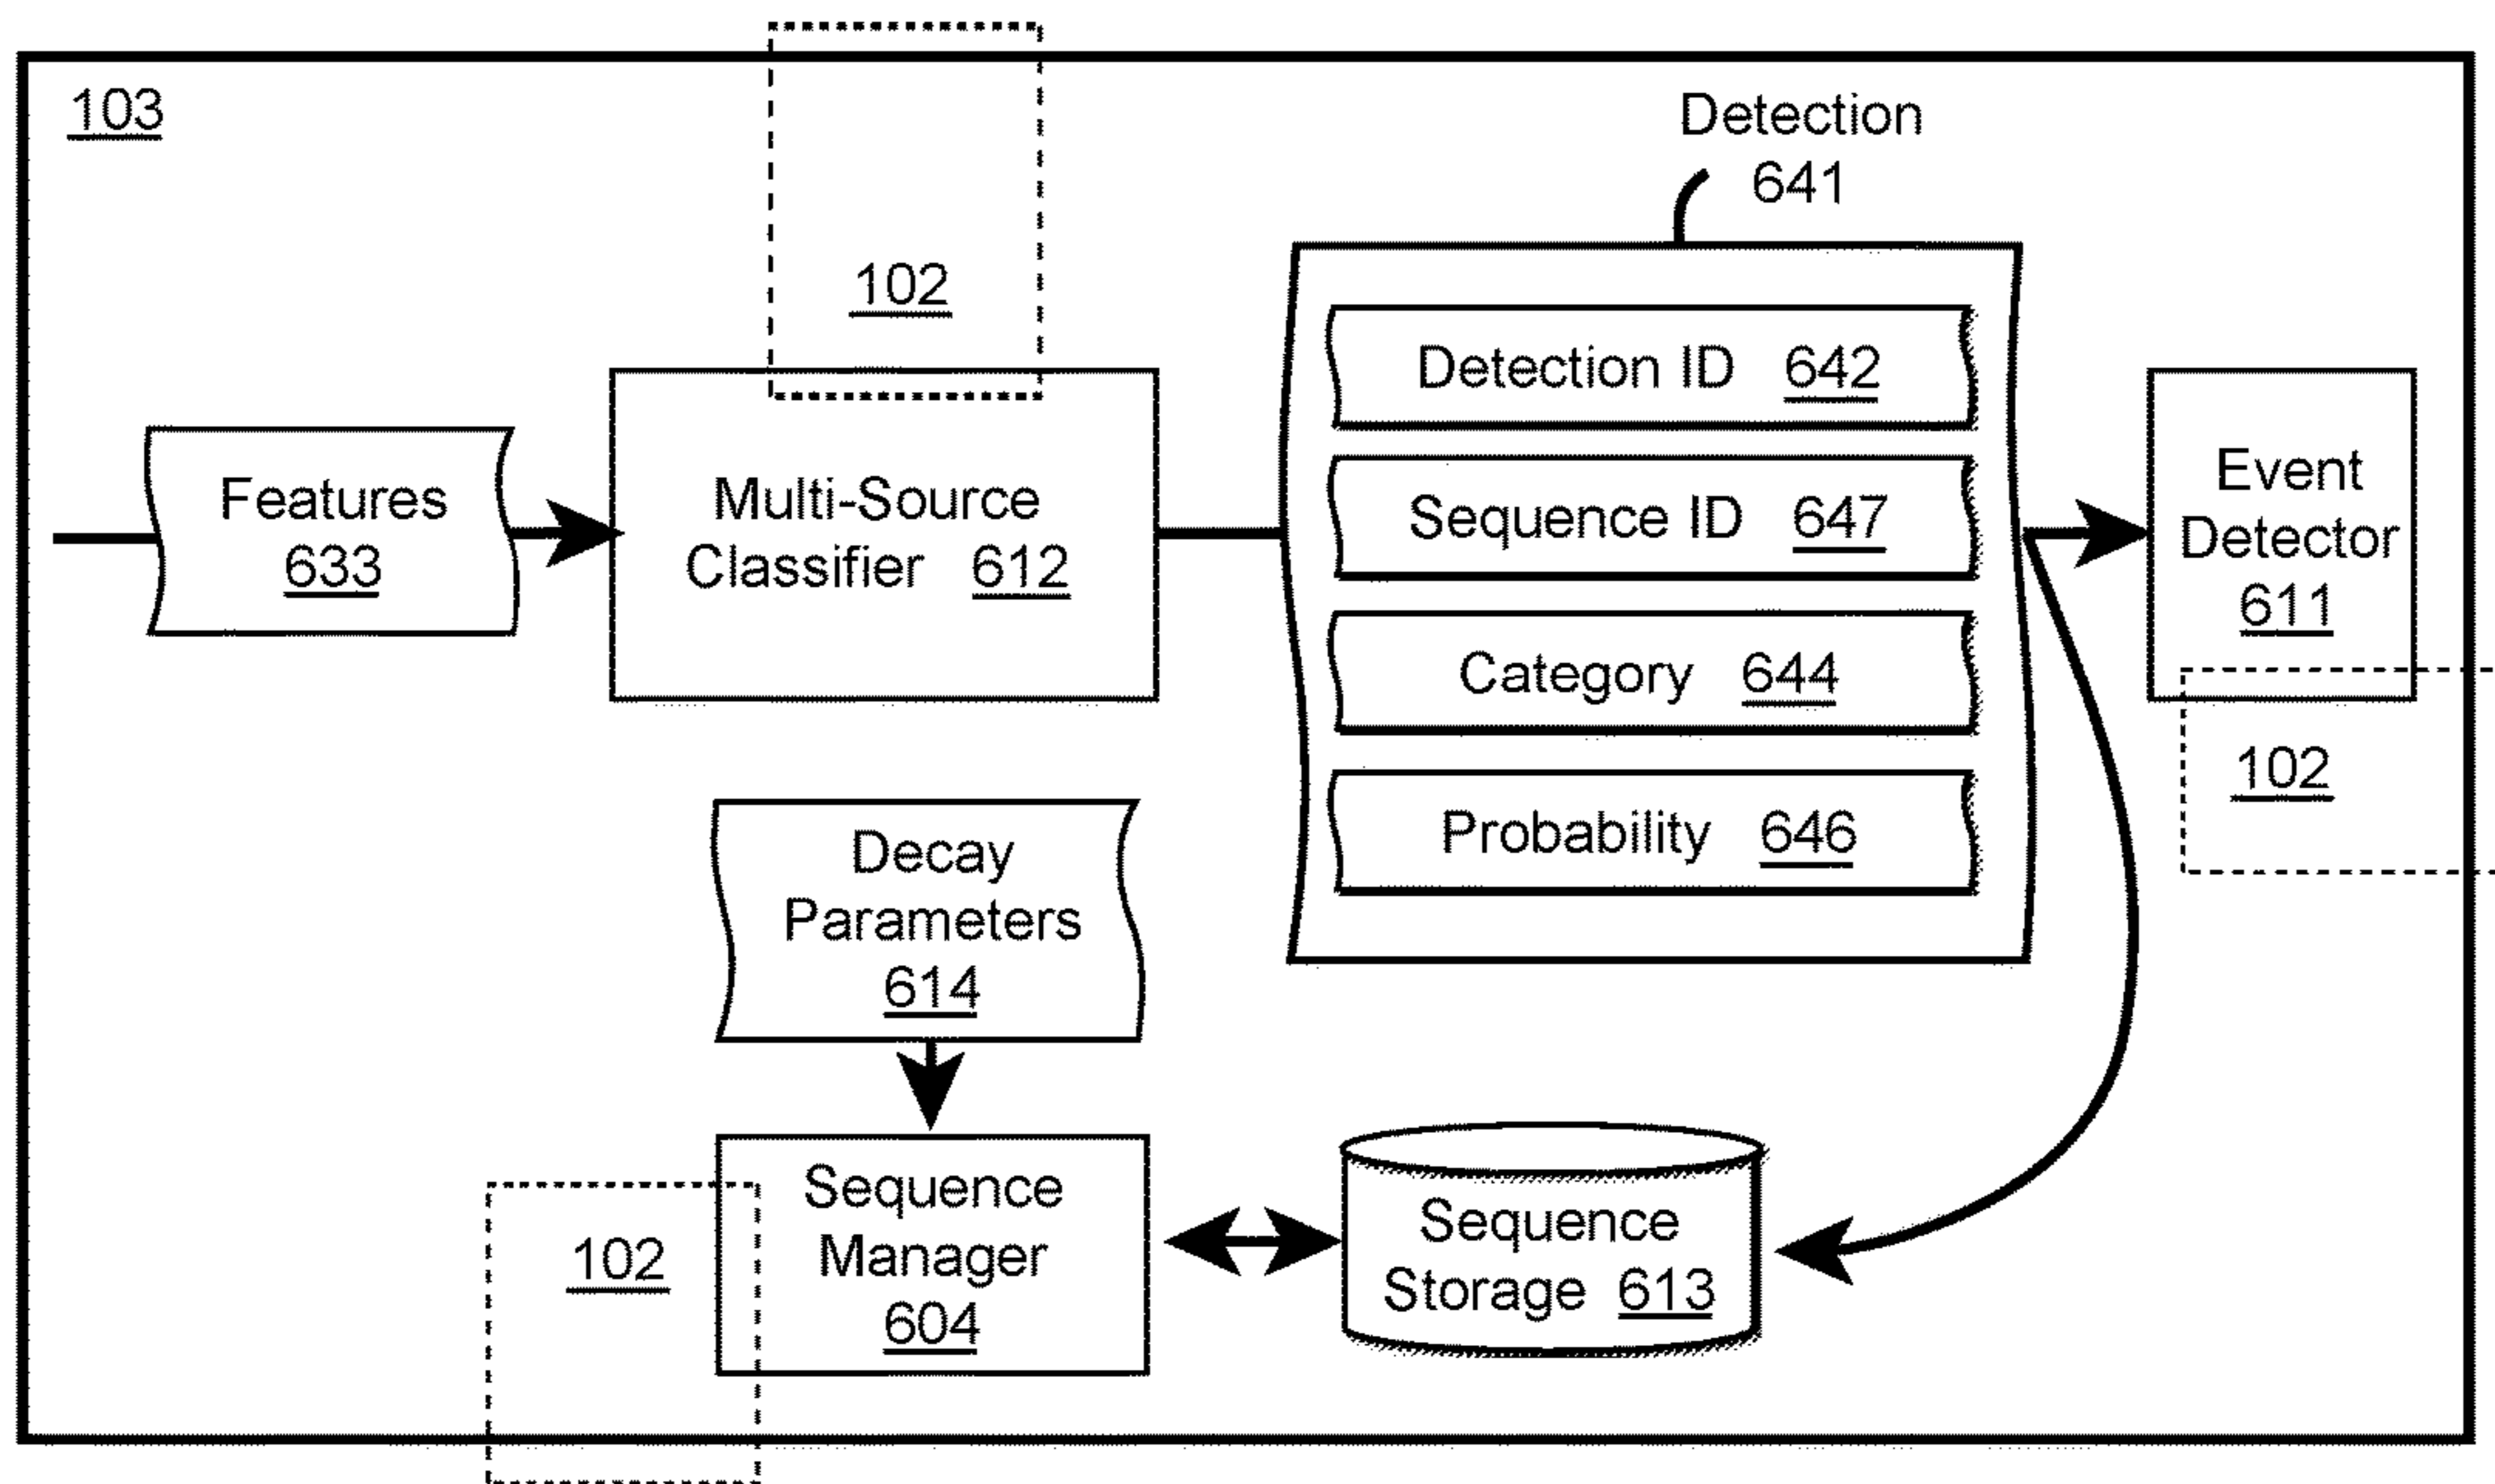 103
102
Detection
641
Features
633
Multi-Source
Classifier 612
Detection ID 642
Sequence ID 647
Category 644
Probability 646
Event
Detector
611
102
Decay
Parameters
614
102
Sequence
Manager
604
Sequence
Storage 613